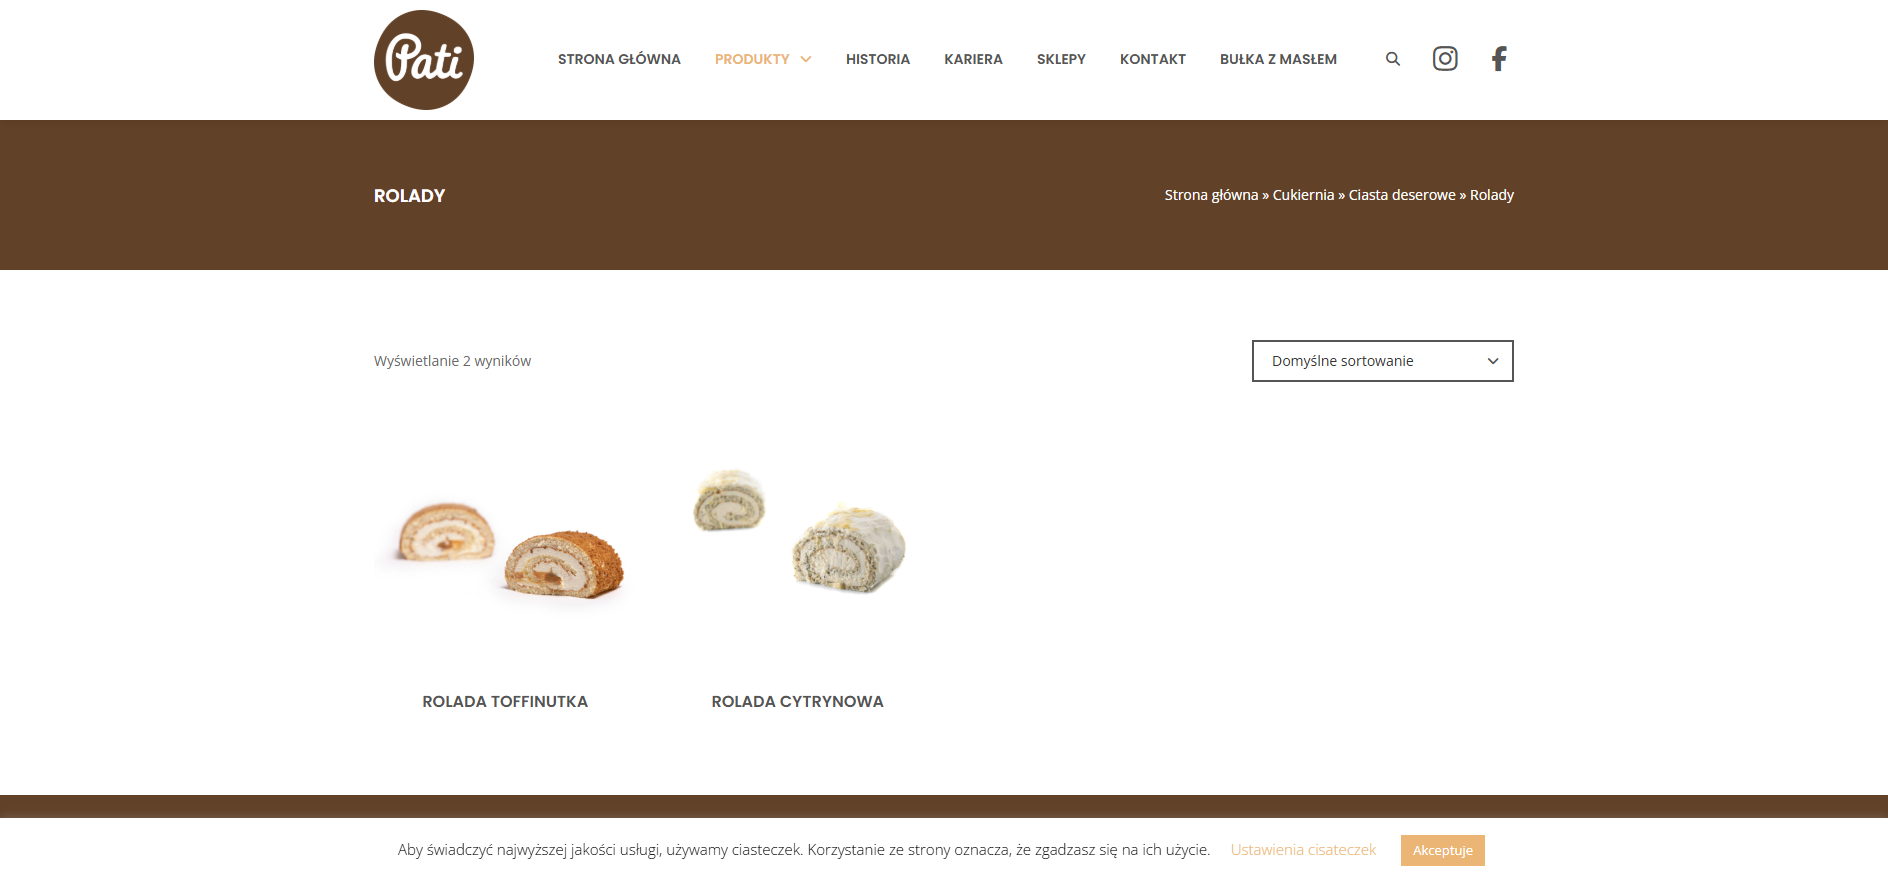 Pati
STRONA GŁÓWNA PRODUKTY HISTORIA KARIERA SKLEPY KONTAKT BUŁKA Z MASŁEM
ROLADY
Strona główna » Cukiernia » Ciasta deserowe » Rolady
Wyświetlanie 2 wyników
Domyślne sortowanie
ROLADA TOFFINUTKA
ROLADA CYTRYNOWA
Aby świadczyć najwyższej jakości usługi, używamy ciasteczek. Korzystanie ze strony oznacza, że zgadzasz się na ich użycie. Ustawienia cisateczek Akceptuje